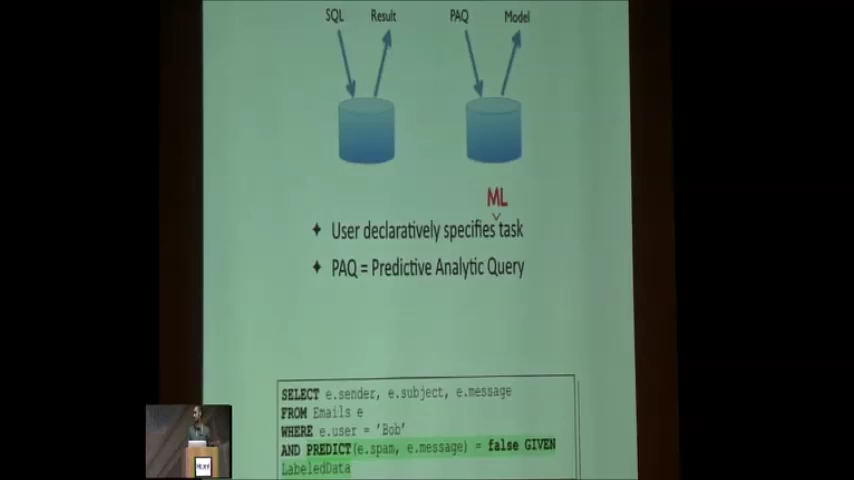 SQL Result PAQ Model
ML
✦ User declaratively specifies task
✦ PAQ = Predictive Analytic Query
SELECT e.sender, e.subject, e.message
FROM Emails e
WHERE e.user = 'Bob'
AND PREDICT(e.spam, e.message) = false GIVEN
LabeledData